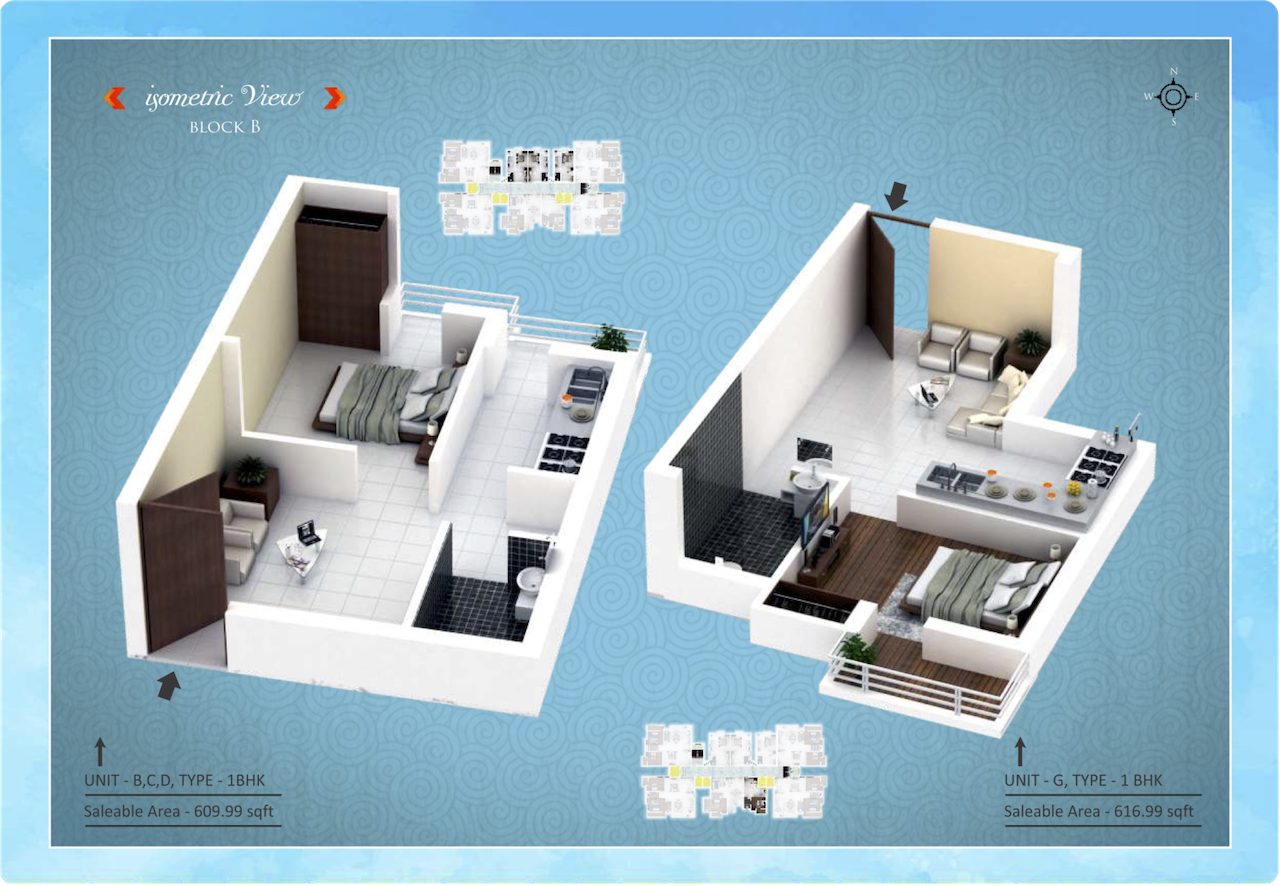 isometric View
BLOCK B
N
W E
S
UNIT - B,C,D, TYPE - 1BHK
Saleable Area - 609.99 sqft
UNIT - G, TYPE - 1 BHK
Saleable Area - 616.99 sqft